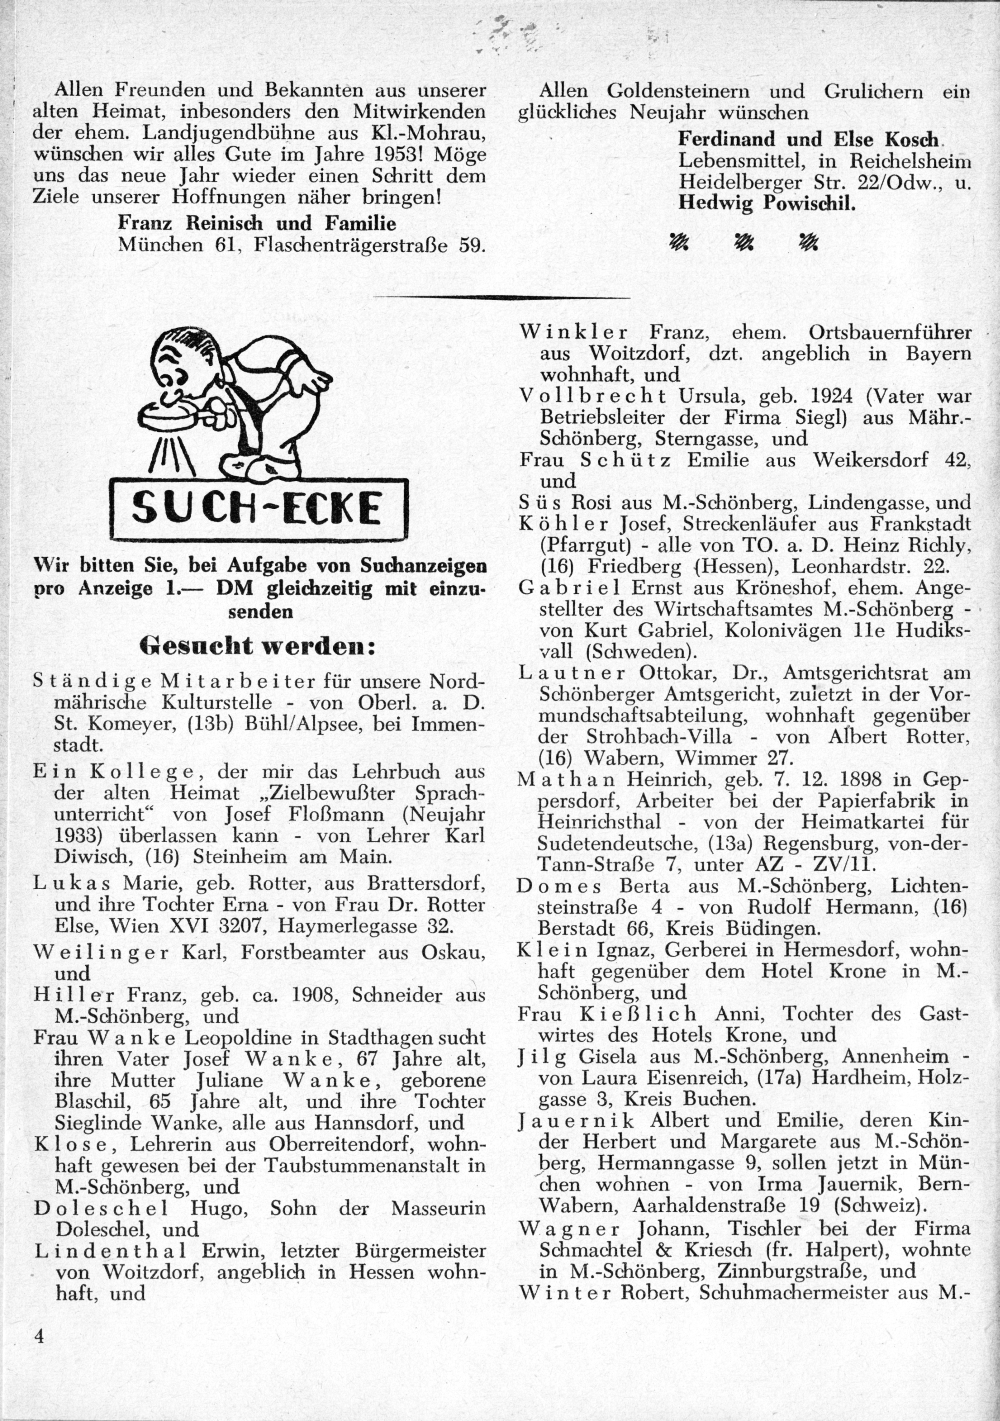 Allen Freunden und Bekannten aus unserer
alten Heimat, inbesonders den Mitwirkenden
der ehem. Landjugendbühne aus Kl.-Mohrau,
wünschen wir alles Gute im Jahre 1953! Möge
uns das neue Jahr wieder einen Schritt dem
Ziele unserer Hoffnungen näher bringen!
Franz Reinisch und Familie
München 61, Flaschenträgerstraße 59.
Allen Goldensteinern und Grulichern ein
glückliches Neujahr wünschen
Ferdinand und Else Kosch.
Lebensmittel, in Reichelsheim
Heidelberger Str. 22/Odw., u.
Hedwig Powischil.
SUCH-ECKE
Wir bitten Sie, bei Aufgabe von Suchanzeigen
pro Anzeige 1.— DM gleichzeitig mit einzu-
senden
Gesucht werden:
Ständige Mitarbeiter für unsere Nord-
mährische Kulturstelle - von Oberl. a. D.
St. Komeyer, (13b) Bühl/Alpsee, bei Immen-
stadt.
Ein Kollege, der mir das Lehrbuch aus
der alten Heimat „Zielbewußter Sprach-
unterricht“ von Josef Floßmann (Neujahr
1933) überlassen kann - von Lehrer Karl
Diwisch, (16) Steinheim am Main.
Lukas Marie, geb. Rotter, aus Brattersdorf,
und ihre Tochter Erna - von Frau Dr. Rotter
Else, Wien XVI 3207, Haymerlegasse 32.
Weilinger Karl, Forstbeamter aus Oskau,
und
Hiller Franz, geb. ca. 1908, Schneider aus
M.-Schönberg, und
Frau Wanke Leopoldine in Stadthagen sucht
ihren Vater Josef Wanke, 67 Jahre alt,
ihre Mutter Juliane Wanke, geborene
Blaschil, 65 Jahre alt, und ihre Tochter
Sieglinde Wanke, alle aus Hannsdorf, und
Klose, Lehrerin aus Oberreitendorf, wohn-
haft gewesen bei der Taubstummenanstalt in
M.-Schönberg, und
Doleschel Hugo, Sohn der Masseurin
Doleschel, und
Lindenthal Erwin, letzter Bürgermeister
von Woitzdorf, angeblich in Hessen wohn-
haft, und
Winkler Franz, ehem. Ortsbauernführer
aus Woitzdorf, dzt. angeblich in Bayern
wohnhaft, und
Vollbrecht Ursula, geb. 1924 (Vater war
Betriebsleiter der Firma Siegl) aus Mähr.-
Schönberg, Sterngasse, und
Frau Schütz Emilie aus Weikersdorf 42,
und
Süs Rosi aus M.-Schönberg, Lindengasse, und
Köhler Josef, Streckenläufer aus Frankstadt
(Pfarrgut) - alle von TO. a. D. Heinz Richly,
(16) Friedberg (Hessen), Leonhardstr. 22.
Gabriel Ernst aus Kröneshof, ehem. Ange-
stellter des Wirtschaftsamtes M.-Schönberg -
von Kurt Gabriel, Kolonivägen 11e Hudiks-
vall (Schweden).
Lautner Ottokar, Dr., Amtsgerichtsrat am
Schönberger Amtsgericht, zuletzt in der Vor-
mundschaftsabteilung, wohnhaft gegenüber
der Strohbach-Villa - von Albert Rotter,
(16) Wabern, Wimmer 27.
Mathan Heinrich, geb. 7. 12. 1898 in Gep-
persdorf, Arbeiter bei der Papierfabrik in
Heinrichsthal - von der Heimatkartei für
Sudetendeutsche, (13a) Regensburg, von-der-
Tann-Straße 7, unter AZ - ZV/11.
Domes Berta aus M.-Schönberg, Lichten-
steinstraße 4 - von Rudolf Hermann, (16)
Berstadt 66, Kreis Büdingen.
Klein Ignaz, Gerberei in Hermesdorf, wohn-
haft gegenüber dem Hotel Krone in M.-
Schönberg, und
Frau Kießlich Anni, Tochter des Gast-
wirtes des Hotels Krone, und
Jilg Gisela aus M.-Schönberg, Annenheim -
von Laura Eisenreich, (17a) Hardheim, Holz-
gasse 3, Kreis Buchen.
Jauernik Albert und Emilie, deren Kin-
der Herbert und Margarete aus M.-Schön-
berg, Hermanngasse 9, sollen jetzt in Mün-
chen wohnen - von Irma Jauernik, Bern-
Wabern, Aarhaldenstraße 19 (Schweiz).
Wagner Johann, Tischler bei der Firma
Schmachtel & Kriesch (fr. Halpert), wohnte
in M.-Schönberg, Zinnburgstraße, und
Winter Robert, Schuhmachermeister aus M.-
4